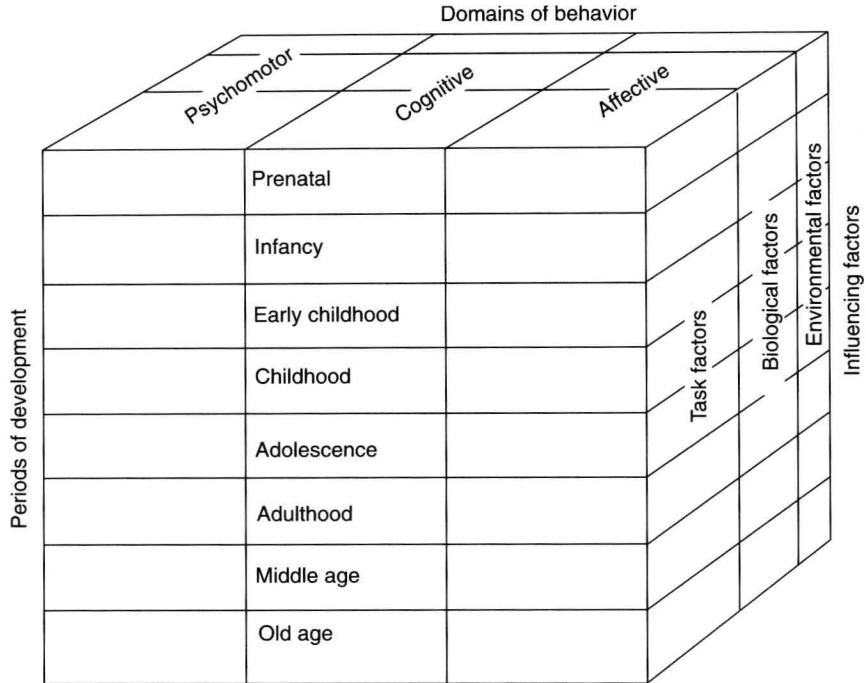 Domains of behavior
Psychomotor
Cognitive
Affective
Periods of development
Prenatal
Infancy
Early childhood
Childhood
Adolescence
Adulthood
Middle age
Old age
Task factors
Biological factors
Environmental factors
Influencing factors